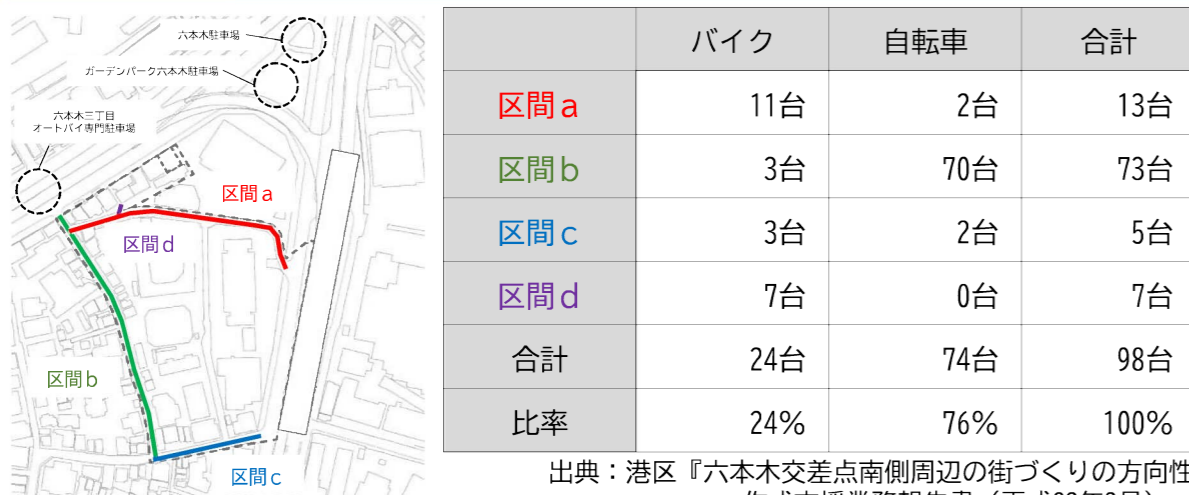 六本木駐車場
ガーデンパーク六本木駐車場
六本木三丁目
オートバイ専門駐車場
区間a
区間d
区間b
区間c
バイク 自転車 合計
区間a 11台 2台 13台
区間b 3台 70台 73台
区間c 3台 2台 5台
区間d 7台 0台 7台
合計 24台 74台 98台
比率 24% 76% 100%
出典：港区『六本木交差点南側周辺の街づくりの方向性